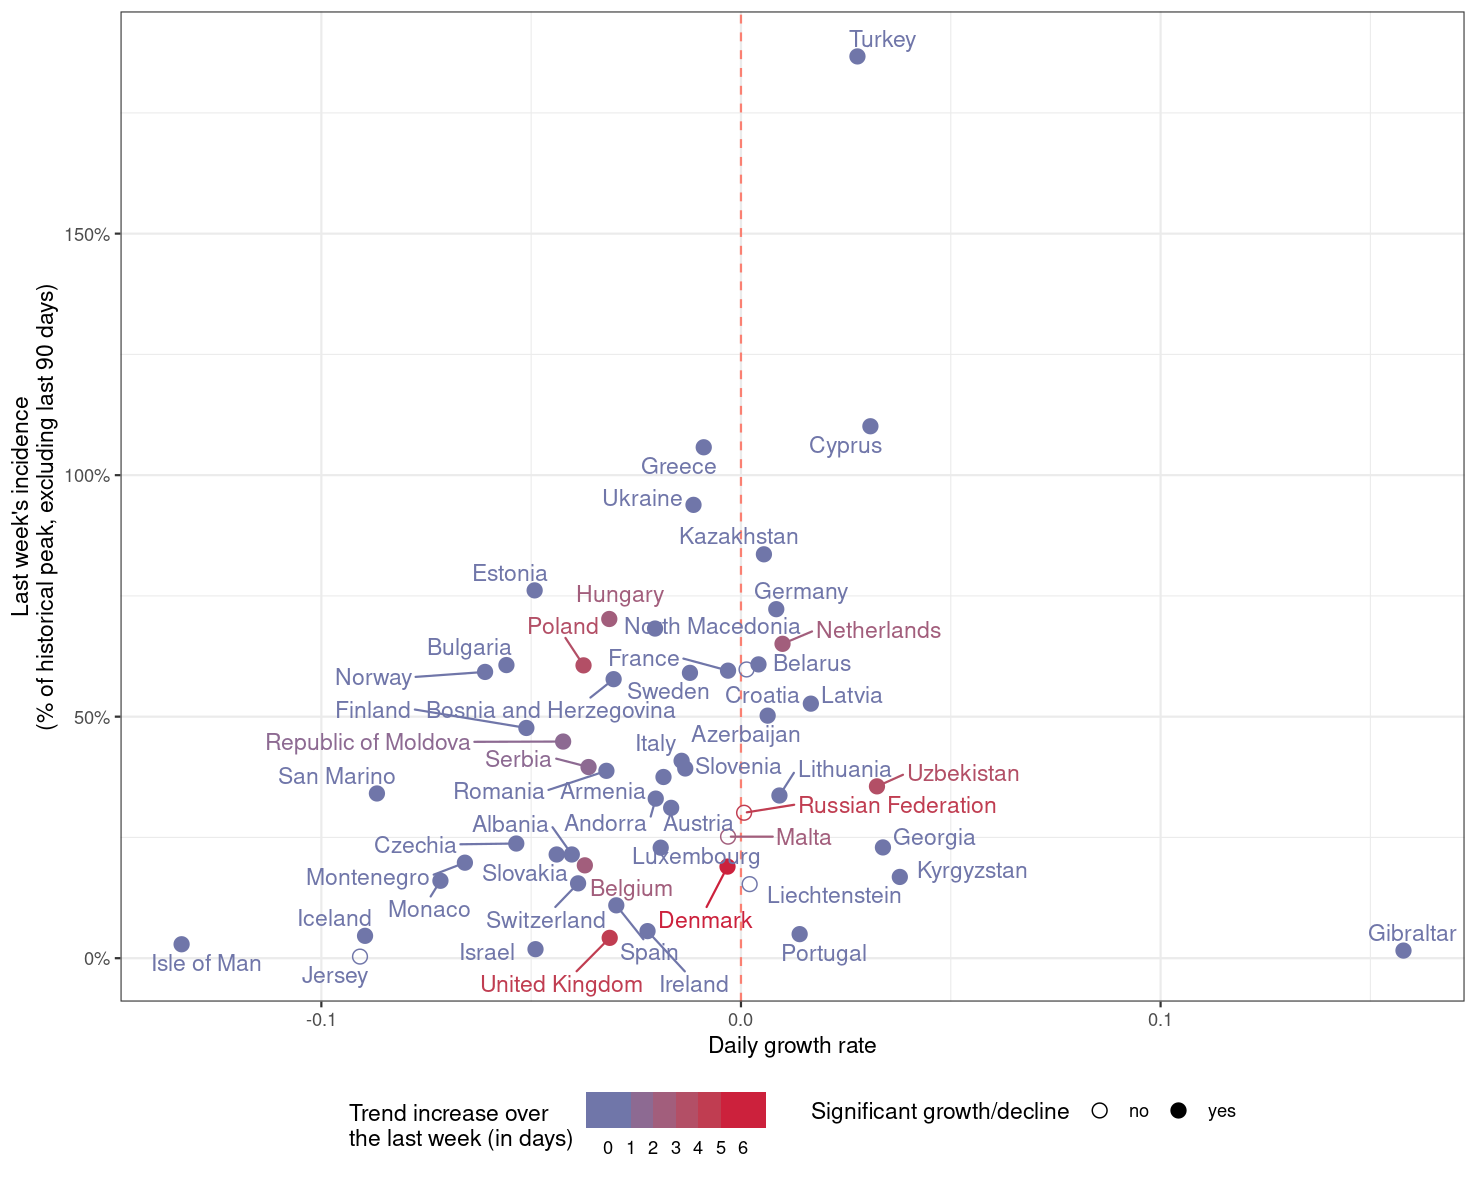 Turkey
150%
Cyprus
Greece
100%
Ukraine
Kazakhstan
Estonia
Germany
Hungary
Poland
North Macedonia
Netherlands
Bulgaria
France
Belarus
Norway
Sweden
Croatia
Latvia
Finland
Bosnia and Herzegovina
50%
Azerbaijan
Republic of Moldova
Italy
Serbia
Slovenia
Lithuania
Uzbekistan
San Marino
Romania
Armenia
Russian Federation
Albania
Andorra
Austria
Malta
Georgia
Czechia
Luxembourg
Slovakia
Kyrgyzstan
Montenegro
Belgium
Liechtenstein
Monaco
Iceland
Switzerland
Denmark
Gibraltar
Israel
Spain
Portugal
0%
Isle of Man
Jersey
United Kingdom
Ireland
Last week's incidence
(% of historical peak, excluding last 90 days)
-0.1
0.0
0.1
Daily growth rate
Trend increase over
the last week (in days)
0 1 2 3 4 5 6
Significant growth/decline
no
yes